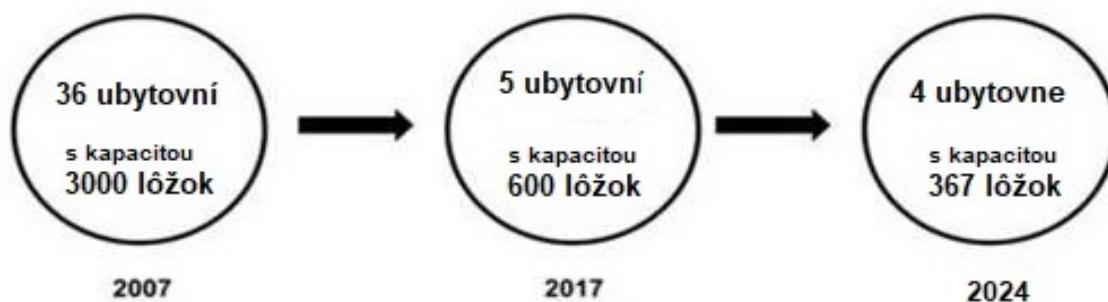 36 ubytovní
s kapacitou
3000 lôžok
2007
5 ubytovní
s kapacitou
600 lôžok
2017
4 ubytovne
s kapacitou
367 lôžok
2024